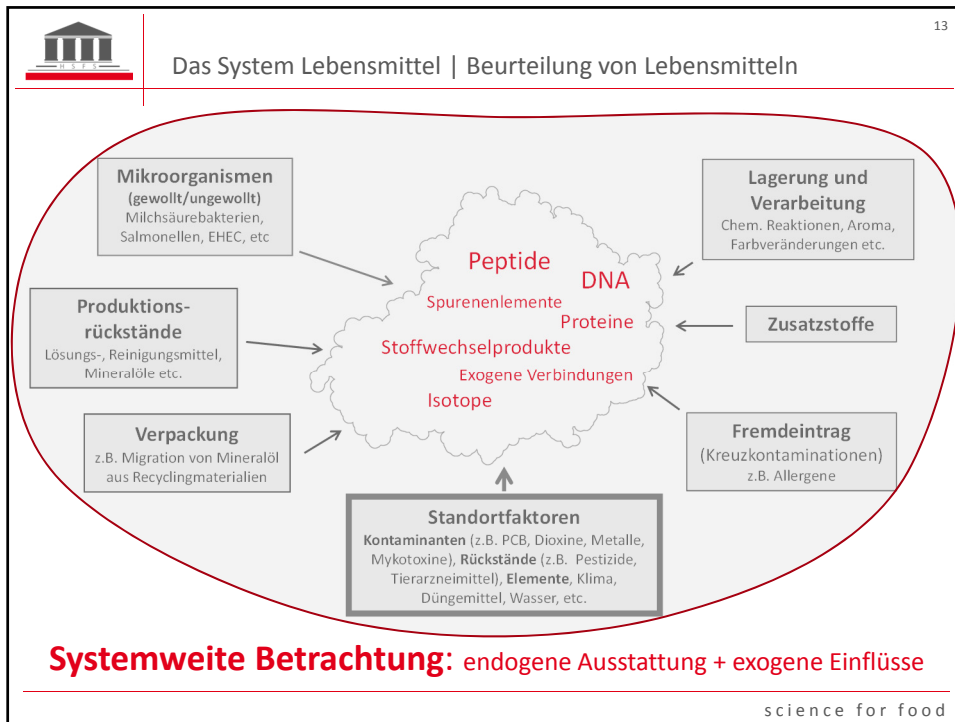 13
HSFS
Das System Lebensmittel | Beurteilung von Lebensmitteln
Mikroorganismen
(gewollt/ungewollt)
Milchsäurebakterien,
Salmonellen, EHEC, etc
Produktions-
rückstände
Lösungs-, Reinigungsmittel,
Mineralöle etc.
Verpackung
z.B. Migration von Mineralöl
aus Recyclingmaterialien
Peptide
DNA
Spurenenlemente
Proteine
Stoffwechselprodukte
Exogene Verbindungen
Isotope
Lagerung und
Verarbeitung
Chem. Reaktionen, Aroma,
Farbveränderungen etc.
Zusatzstoffe
Fremdeintrag
(Kreuzkontaminationen)
z.B. Allergene
Standortfaktoren
Kontaminanten (z.B. PCB, Dioxine, Metalle,
Mykotoxine), Rückstände (z.B. Pestizide,
Tierarzneimittel), Elemente, Klima,
Düngemittel, Wasser, etc.
Systemweite Betrachtung: endogene Ausstattung + exogene Einflüsse
science for food